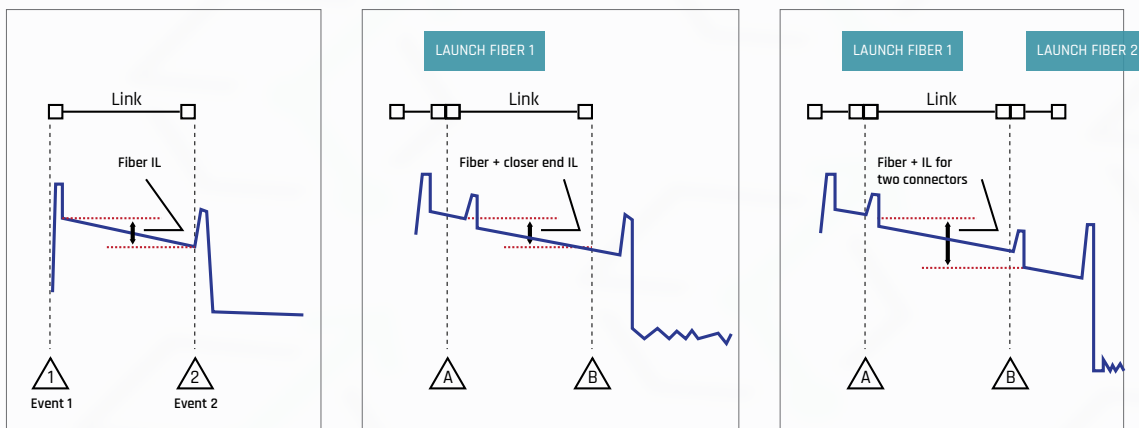 Link
Fiber IL
1
2
Event 1
Event 2
LAUNCH FIBER 1
Link
Fiber + closer end IL
A
B
LAUNCH FIBER 1
LAUNCH FIBER 2
Link
Fiber + IL for
two connectors
A
B